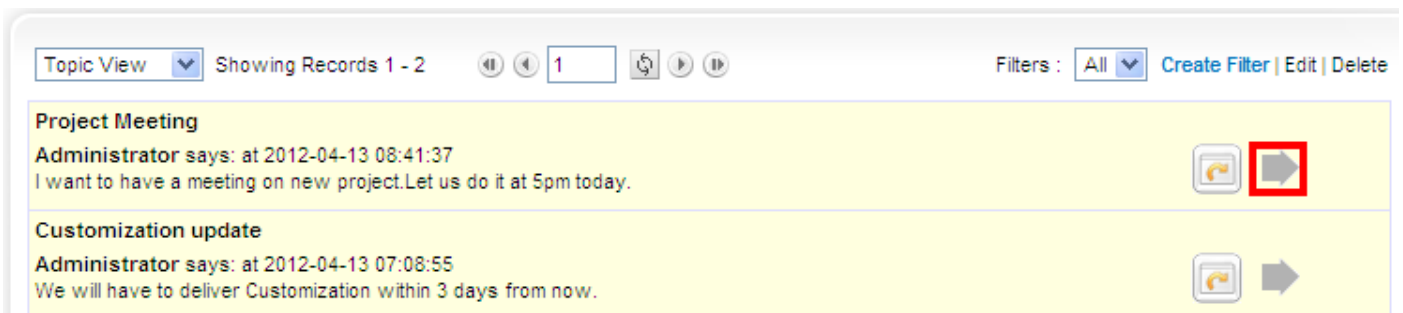 Topic View Showing Records 1 - 2 1 Filters : All Create Filter | Edit | Delete
Project Meeting
Administrator says: at 2012-04-13 08:41:37
I want to have a meeting on new project.Let us do it at 5pm today.
Customization update
Administrator says: at 2012-04-13 07:08:55
We will have to deliver Customization within 3 days from now.